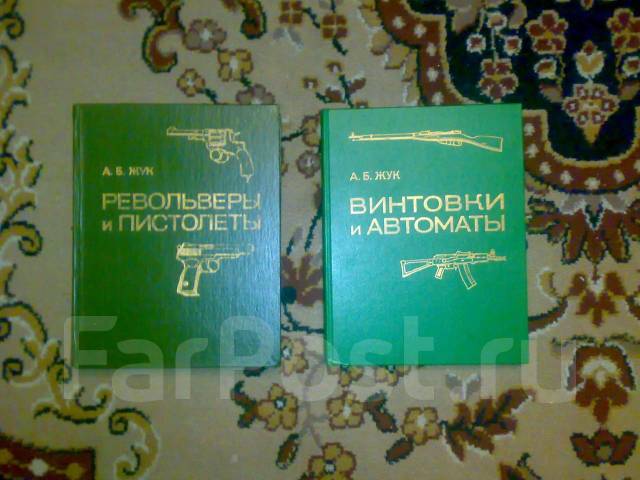 А. Б. ЖУК
РЕВОЛЬВЕРЫ
и ПИСТОЛЕТЫ
А. Б. ЖУК
ВИНТОВКИ
и АВТОМАТЫ
FarPost.ru